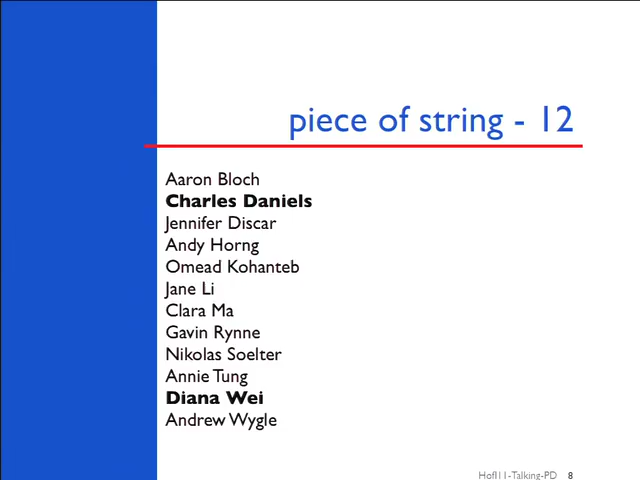 piece of string - 12
Aaron Bloch
Charles Daniels
Jennifer Discar
Andy Horng
Omead Kohanteb
Jane Li
Clara Ma
Gavin Rynne
Nikolas Soelter
Annie Tung
Diana Wei
Andrew Wygle
Hofl11-Talking-PD 8